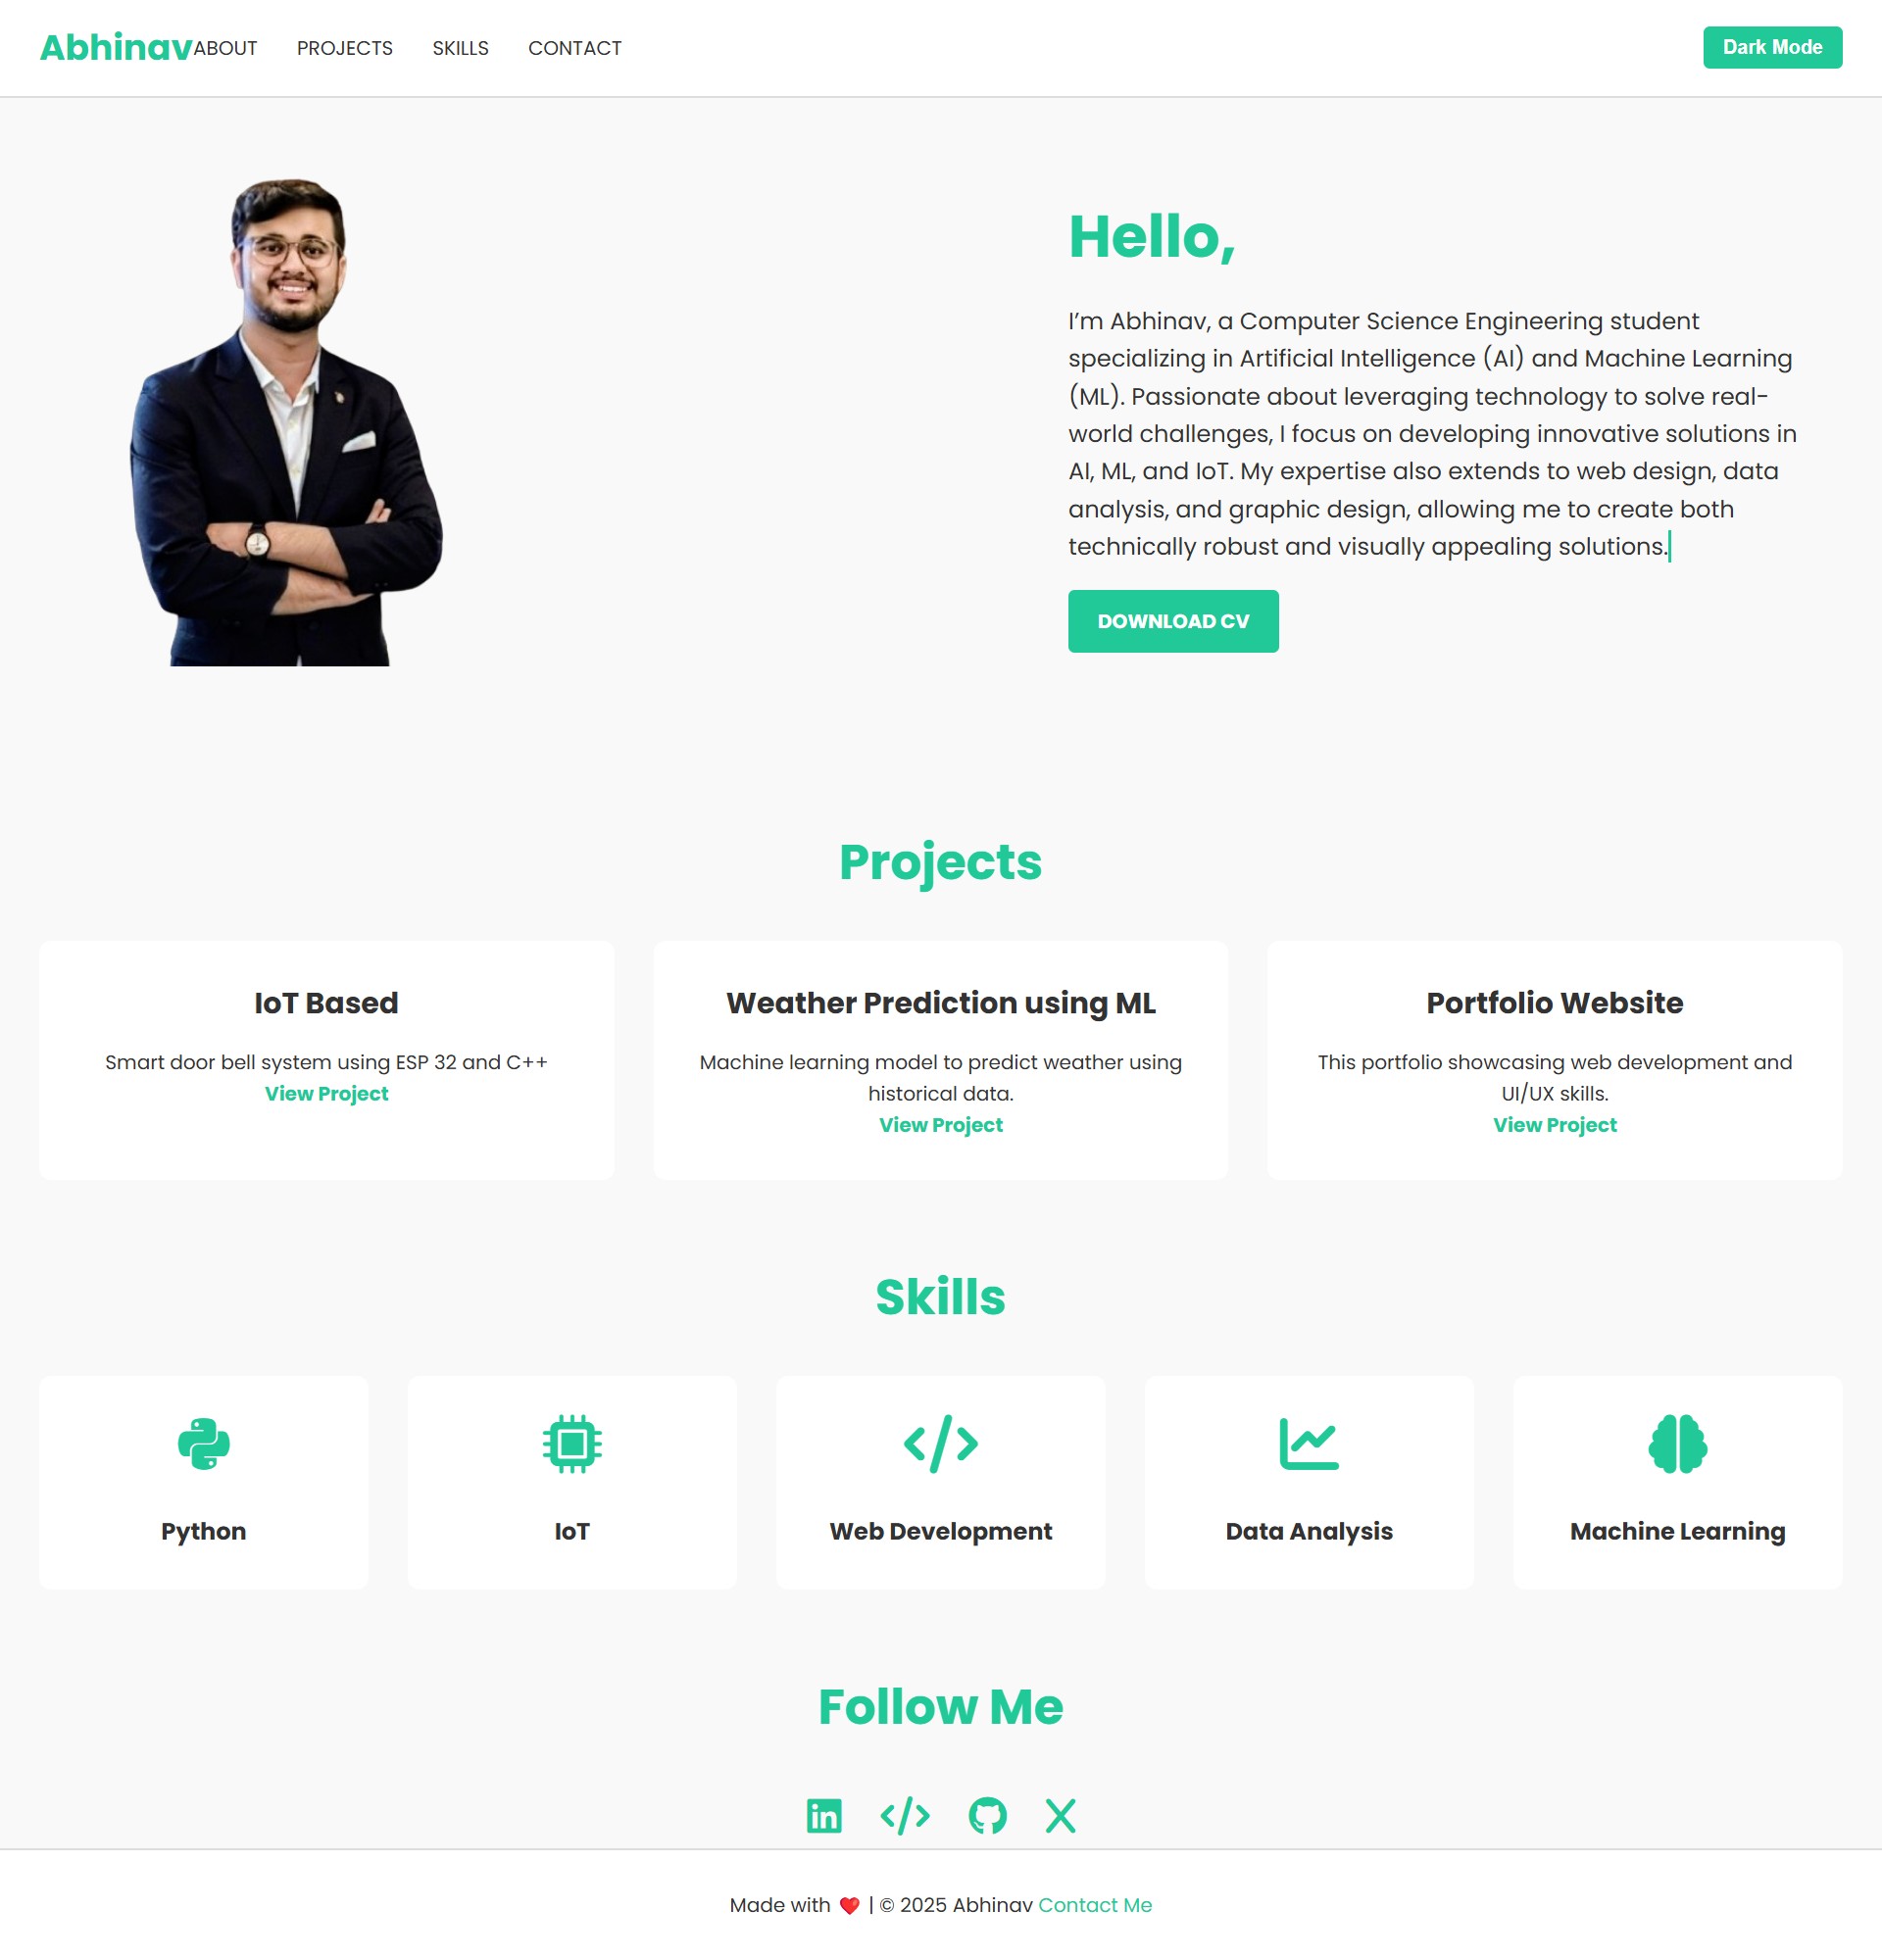 Abhinav ABOUT PROJECTS SKILLS CONTACT Dark Mode
Hello,
I’m Abhinav, a Computer Science Engineering student
specializing in Artificial Intelligence (AI) and Machine Learning
(ML). Passionate about leveraging technology to solve real-
world challenges, I focus on developing innovative solutions in
AI, ML, and IoT. My expertise also extends to web design, data
analysis, and graphic design, allowing me to create both
technically robust and visually appealing solutions.
DOWNLOAD CV
Projects
IoT Based
Smart door bell system using ESP 32 and C++
View Project
Weather Prediction using ML
Machine learning model to predict weather using
historical data.
View Project
Portfolio Website
This portfolio showcasing web development and
UI/UX skills.
View Project
Skills
Python
IoT
Web Development
Data Analysis
Machine Learning
Follow Me
Made with ❤️ | © 2025 Abhinav Contact Me